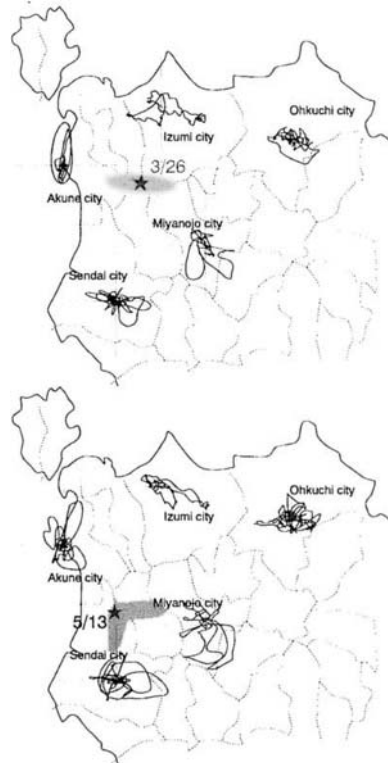 Ohkuchi city
Izumi city
3/26
Akune city
Miyanojo city
Sendai city
Ohkuchi city
Izumi city
Akune city
Miyanojo city
5/13
Sendai city